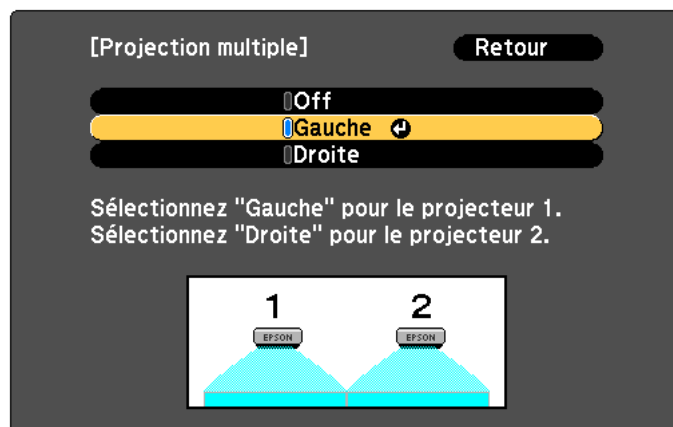 [Projection multiple] Retour
Off
Gauche
Droite
Sélectionnez "Gauche" pour le projecteur 1.
Sélectionnez "Droite" pour le projecteur 2.
1 2
EPSON EPSON